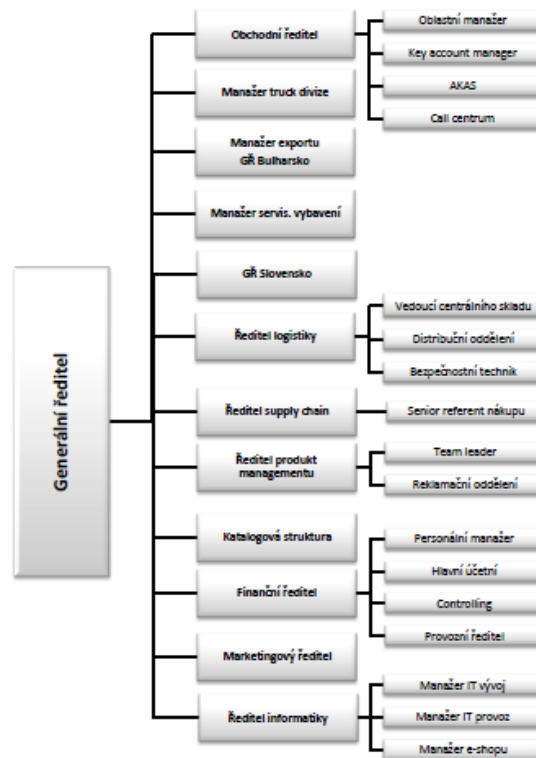 Generální ředitel
Obchodní ředitel
Oblastní manažer
Key account manager
AKAS
Call centrum
Manažer truck divize
Manažer exportu
GŘ Bulharsko
Manažer servis. vybavení
GŘ Slovensko
Ředitel logistiky
Vedoucí centrálního skladu
Distribuční oddělení
Bezpečnostní technik
Ředitel supply chain
Senior referent nákupu
Ředitel produkt
managementu
Team leader
Reklamační oddělení
Katalogová struktura
Finanční ředitel
Personální manažer
Hlavní účetní
Controlling
Provozní ředitel
Marketingový ředitel
Ředitel informatiky
Manažer IT vývoj
Manažer IT provoz
Manažer e-shopu